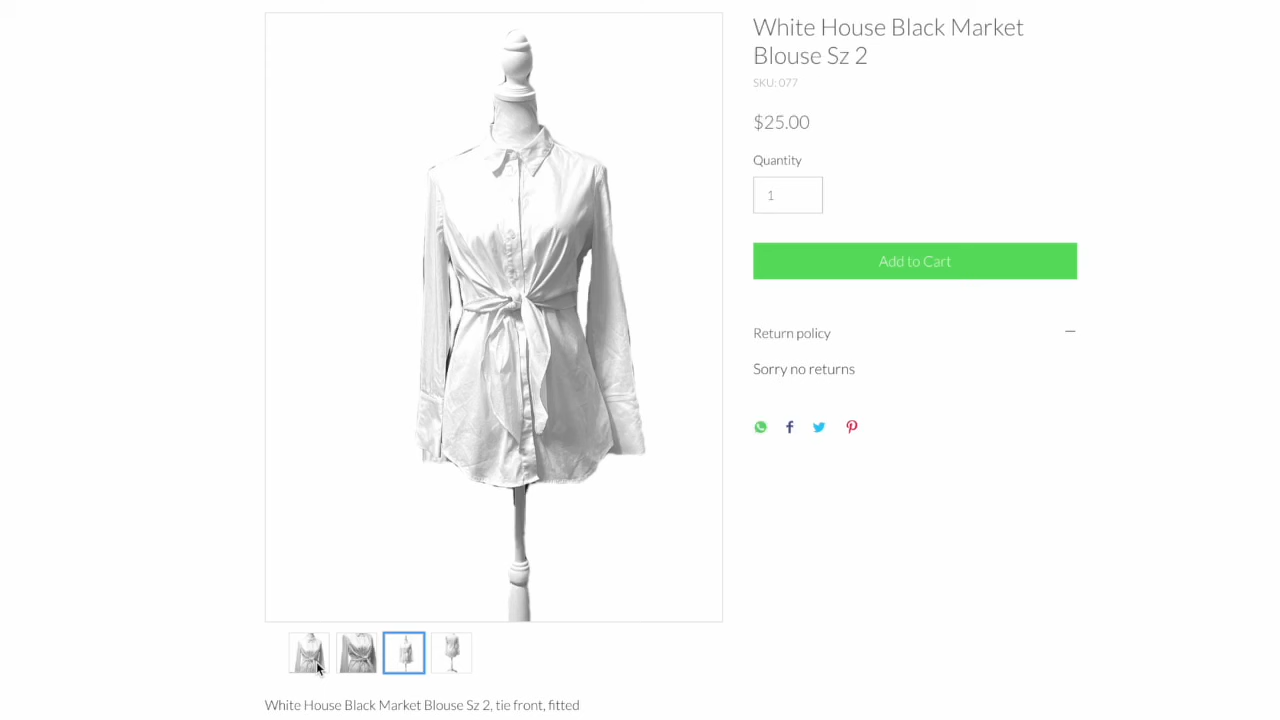 White House Black Market
Blouse Sz 2
SKU: 077
$25.00
Quantity
1
Add to Cart
Return policy
Sorry no returns
White House Black Market Blouse Sz 2, tie front, fitted